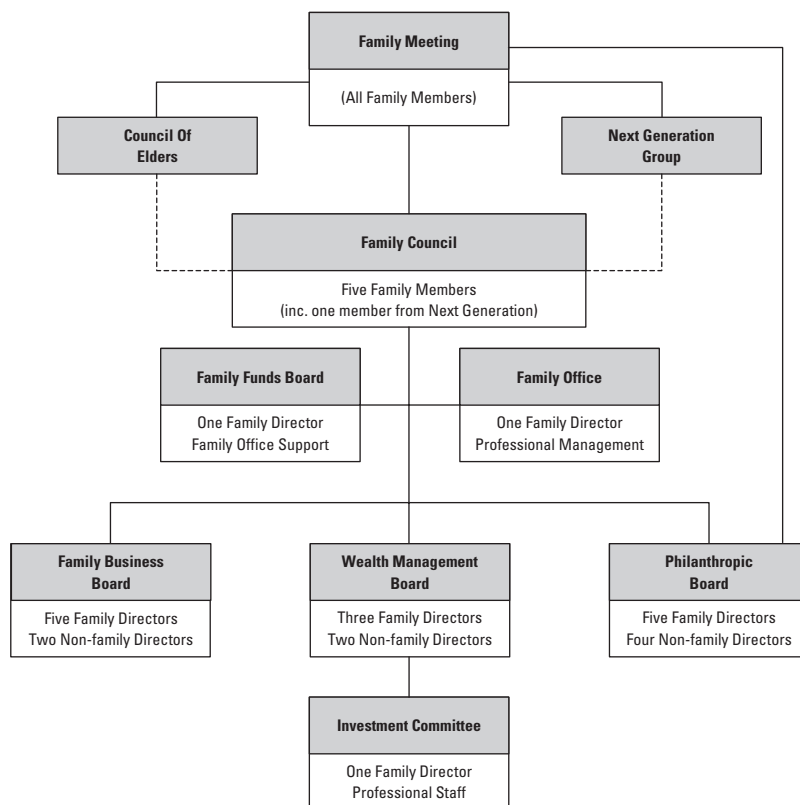 Family Meeting
(All Family Members)
Council Of
Elders
Next Generation
Group
Family Council
Five Family Members
(inc. one member from Next Generation)
Family Funds Board
One Family Director
Family Office Support
Family Office
One Family Director
Professional Management
Family Business
Board
Five Family Directors
Two Non-family Directors
Wealth Management
Board
Three Family Directors
Two Non-family Directors
Philanthropic
Board
Five Family Directors
Four Non-family Directors
Investment Committee
One Family Director
Professional Staff